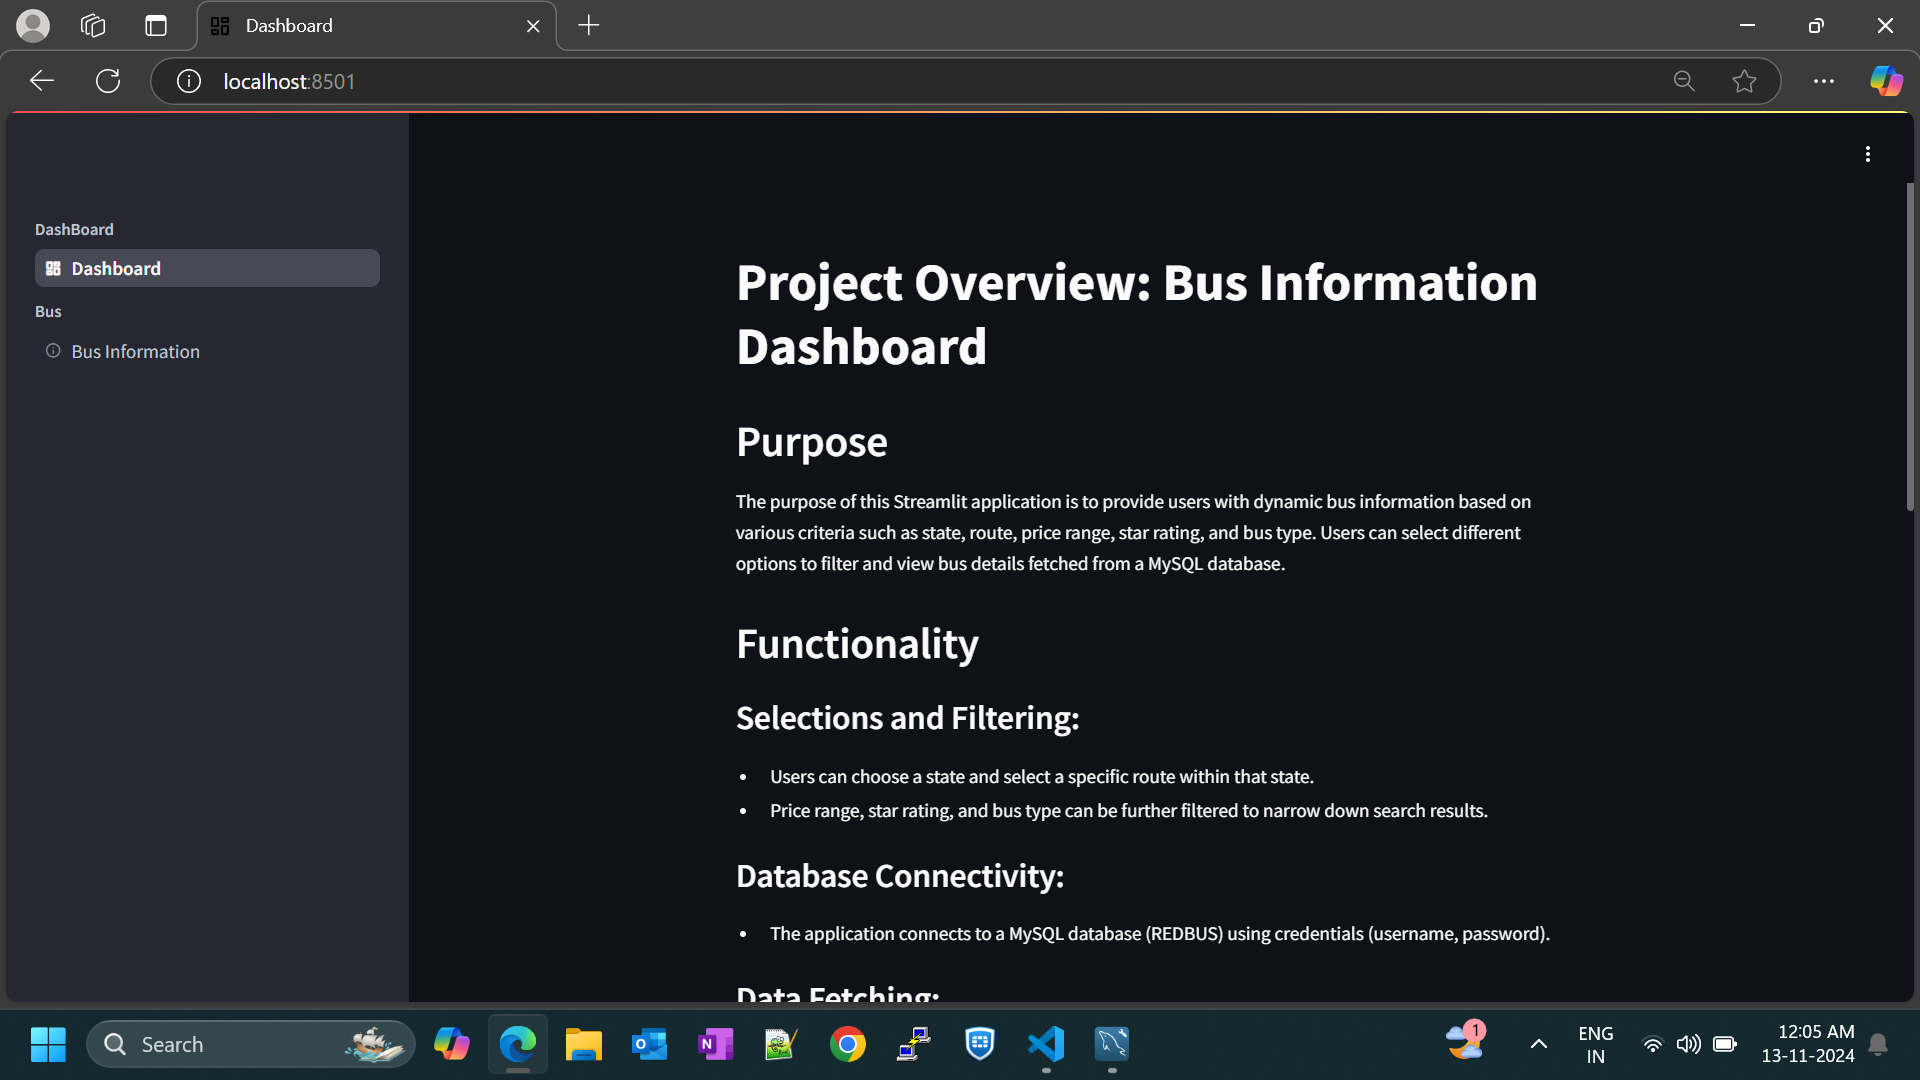 Dashboard
localhost:8501
DashBoard
Dashboard
Bus
Bus Information
Project Overview: Bus Information
Dashboard
Purpose
The purpose of this Streamlit application is to provide users with dynamic bus information based on
various criteria such as state, route, price range, star rating, and bus type. Users can select different
options to filter and view bus details fetched from a MySQL database.
Functionality
Selections and Filtering:
• Users can choose a state and select a specific route within that state.
• Price range, star rating, and bus type can be further filtered to narrow down search results.
Database Connectivity:
• The application connects to a MySQL database (REDBUS) using credentials (username, password).
Data Fetching:
Search
O
N
1
ENG
IN
12:05 AM
13-11-2024